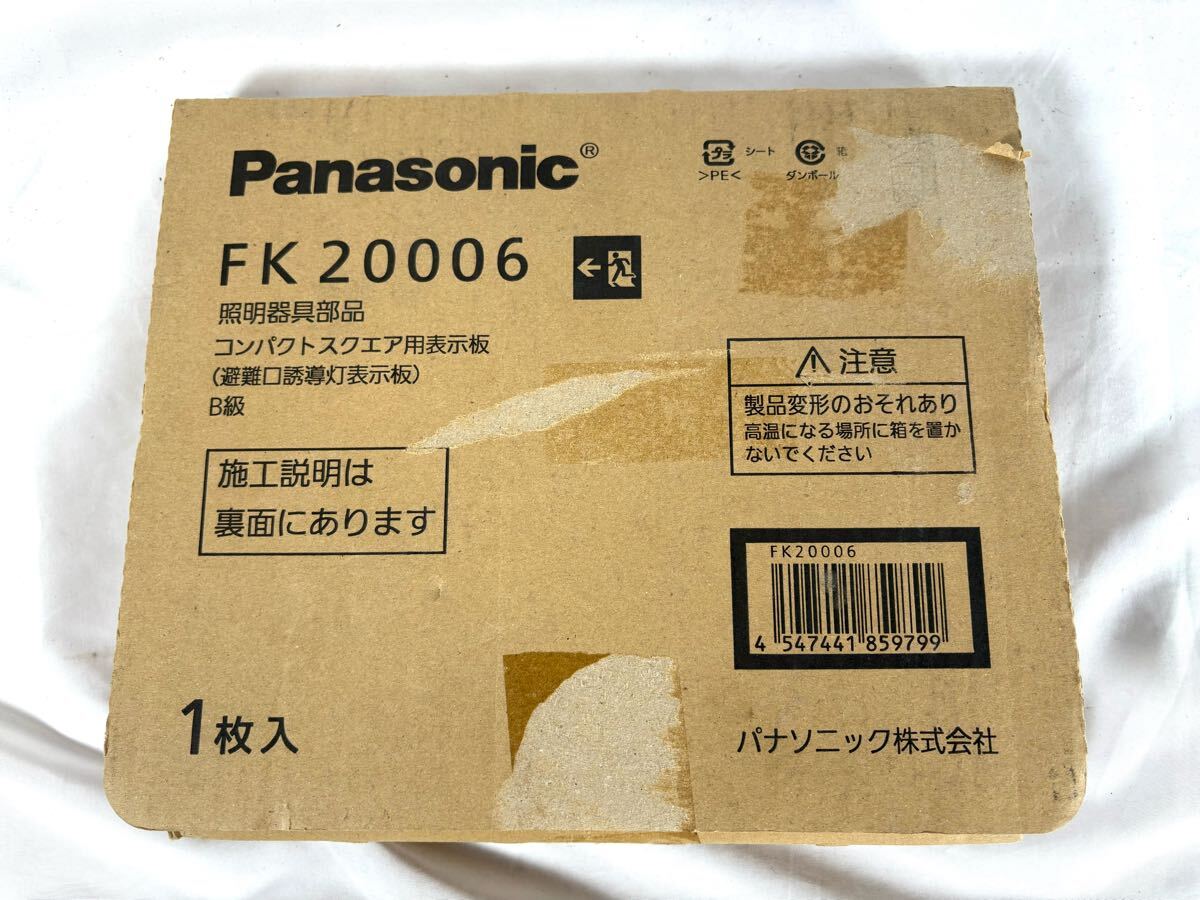 Panasonic®
プラ シート
>PE<
箱
ダンボール
FK20006
照明器具部品
コンパクトスクエア用表示板
(避難口誘導灯表示板)
B級
施工説明は
裏面にあります
注意
製品変形のおそれあり
高温になる場所に箱を置か
ないでください
FK20006
4 547441 859799
1枚入
パナソニック株式会社